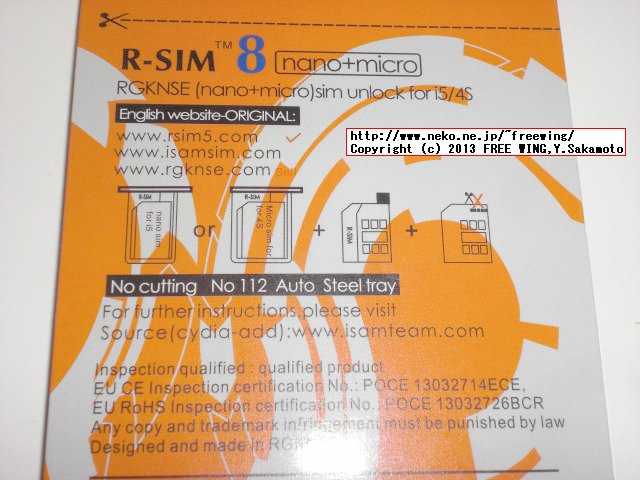 R-SIM™ 8 nano+micro
RGKNSE (nano+micro)sim unlock for i5/4S
English website-ORIGINAL:
www.rsim5.com
http://www.neko.ne.jp/~freewing/
Copyright (c) 2013 FREE WING,Y.Sakamoto
www.isamsim.com
www.rgknse.com
R-SIM
nano sim
for i5
or
R-SIM
Micro sim for
for 4S
+
R-SIM
+
No cutting No 112 Auto Steel tray
For further instructions,please visit
Source(cydia-add):www.isamteam.com
Inspection qualified : qualified product
EU CE Inspection certification No.: POCE 13032714ECE,
EU RoHS Inspection certification No.: POCE 13032726BCR
Any copy and trademark infringement must be punished by law
Designed and made in